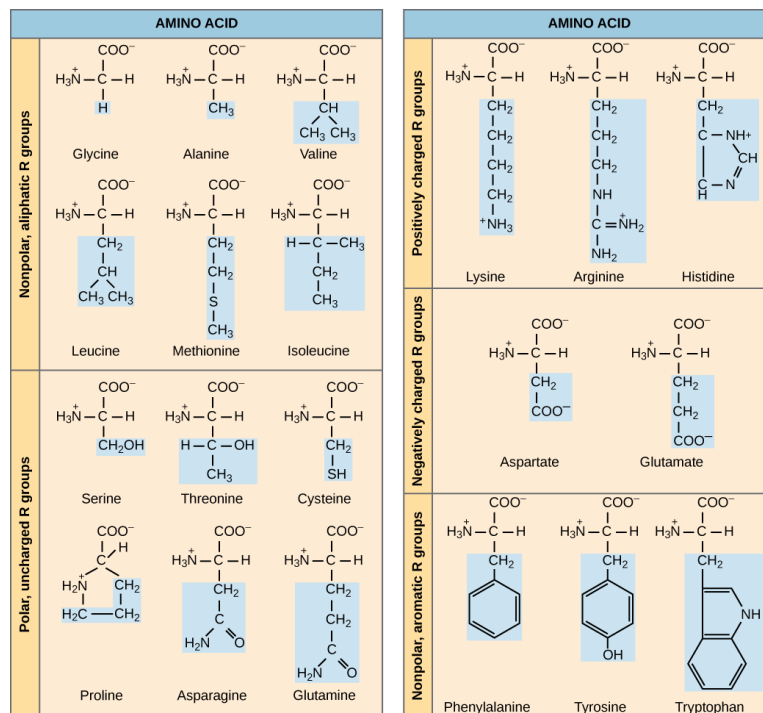 AMINO ACID
Nonpolar, aliphatic R groups
COO⁻ COO⁻ COO⁻
H₃N⁺ — C — H H₃N⁺ — C — H H₃N⁺ — C — H
H CH₃ CH
CH₃ CH₃
Glycine Alanine Valine
COO⁻ COO⁻ COO⁻
H₃N⁺ — C — H H₃N⁺ — C — H H₃N⁺ — C — H
CH₂ CH₂ H — C — CH₃
CH CH₂ CH₂
CH₃ CH₃ S CH₃
CH₃
Leucine Methionine Isoleucine
Polar, uncharged R groups
COO⁻ COO⁻ COO⁻
H₃N⁺ — C — H H₃N⁺ — C — H H₃N⁺ — C — H
CH₂OH H — C — OH CH₂
CH₃ SH
Serine Threonine Cysteine
COO⁻ COO⁻ COO⁻
C H H₃N⁺ — C — H H₃N⁺ — C — H
H₂N⁺ CH₂ CH₂ CH₂
H₂C — CH₂ C CH₂
H₂N O C
H₂N O
Proline Asparagine Glutamine
AMINO ACID
Positively charged R groups
COO⁻ COO⁻ COO⁻
H₃N⁺ — C — H H₃N⁺ — C — H H₃N⁺ — C — H
CH₂ CH₂ CH₂
CH₂ CH₂ C — NH⁺
CH₂ CH₂ CH
CH₂ NH CH N
⁺NH₃ C = NH₂⁺
NH₂
Lysine Arginine Histidine
Negatively charged R groups
COO⁻ COO⁻
H₃N⁺ — C — H H₃N⁺ — C — H
CH₂ CH₂
COO⁻ CH₂
COO⁻
Aspartate Glutamate
Nonpolar, aromatic R groups
COO⁻ COO⁻ COO⁻
H₃N⁺ — C — H H₃N⁺ — C — H H₃N⁺ — C — H
CH₂ CH₂ CH₂
NH
OH
Phenylalanine Tyrosine Tryptophan